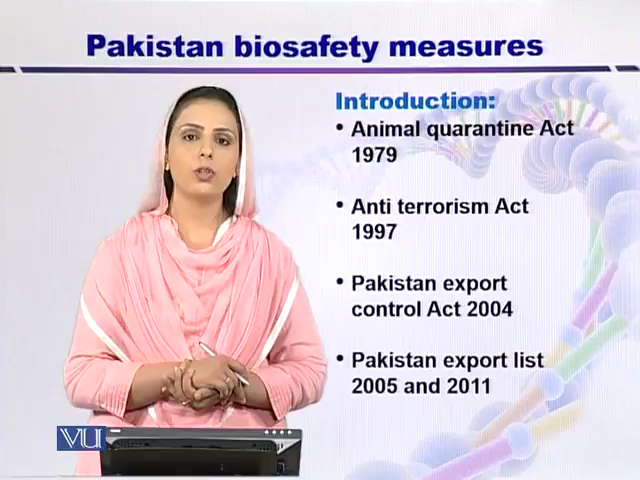 Pakistan biosafety measures
Introduction:
• Animal quarantine Act
1979
• Anti terrorism Act
1997
• Pakistan export
control Act 2004
• Pakistan export list
2005 and 2011
VU